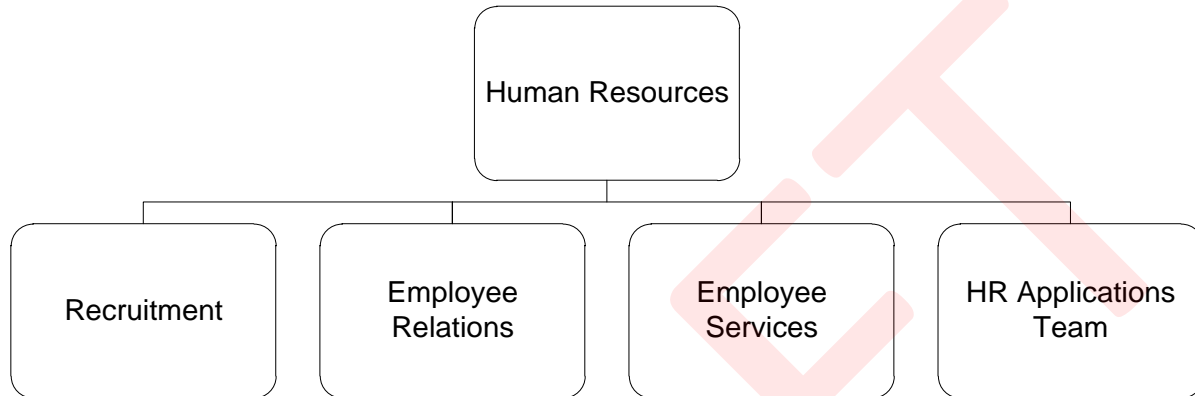 Human Resources
Recruitment
Employee
Relations
Employee
Services
HR Applications
Team